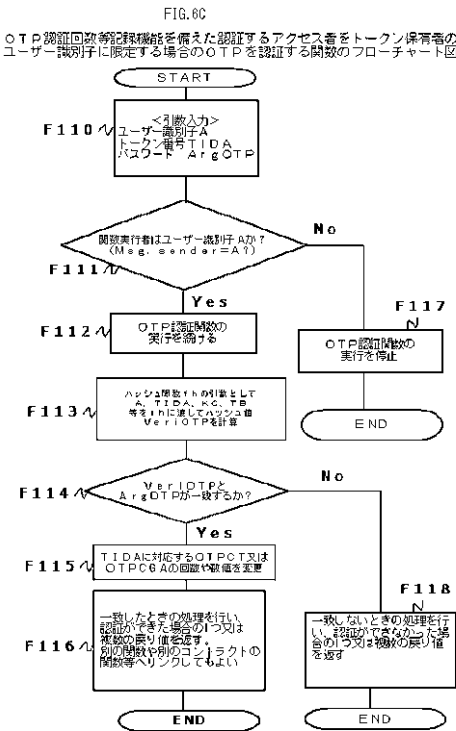 FIG.6C
OTP認証回数等記録機能を備えた認証するアクセス者をトークン保有者の
ユーザー識別子に限定する場合のOTPを認証する関数のフローチャート図
START
F110
<引数入力>
ユーザー識別子A
トークン番号TIDA
パスワード ArgOTP
関数実行者はユーザー識別子Aか?
(Msg.sender=A?)
F111
No
Yes
F112
OTP認証関数の
実行を続ける
F117
OTP認証関数の
実行を停止
END
F113
ハッシュ関数fhの引数として
A、TIDA、KC、TB
等をfhに渡してハッシュ値
VeriOTPを計算
F114
VeriOTPと
ArgOTPが一致するか?
No
Yes
F115
TIDAに対応するOTPCT又は
OTPCGAの回数や数値を変更
F116
一致したときの処理を行い、
認証ができた場合の1つ又は
複数の戻り値を返す。
別の関数や別のコントラクトの
関数等へリンクしてもよい
F118
一致しないときの処理を行
い、認証ができなかった場
合の1つ又は複数の戻り値
を返す
END
END